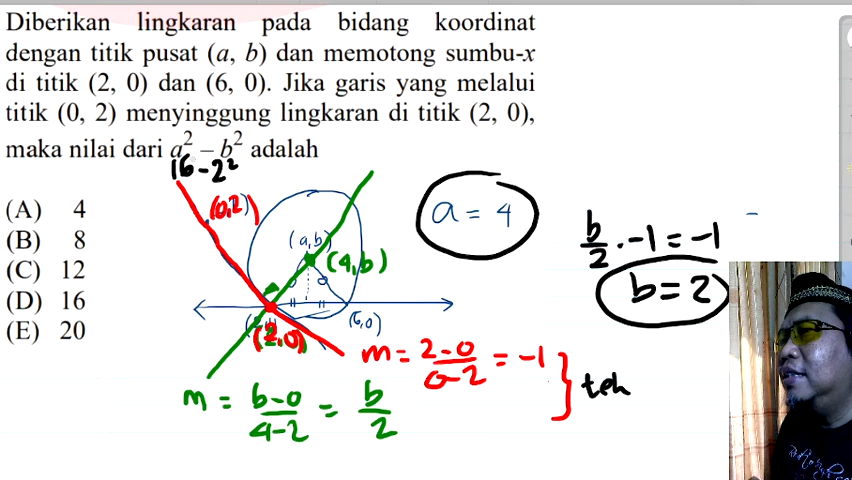 Diberikan lingkaran pada bidang koordinat
dengan titik pusat (a, b) dan memotong sumbu-x
di titik (2, 0) dan (6, 0). Jika garis yang melalui
titik (0, 2) menyinggung lingkaran di titik (2, 0),
maka nilai dari a² – b² adalah
16 - 2²
(A) 4
(B) 8
(C) 12
(D) 16
(E) 20
(0,2)
(a,b)
(4,b)
(2,0)
(6,0)
a = 4
b/2 · -1 = -1
b = 2
m = 2-0/0-2 = -1
m = b-0/4-2 = b/2